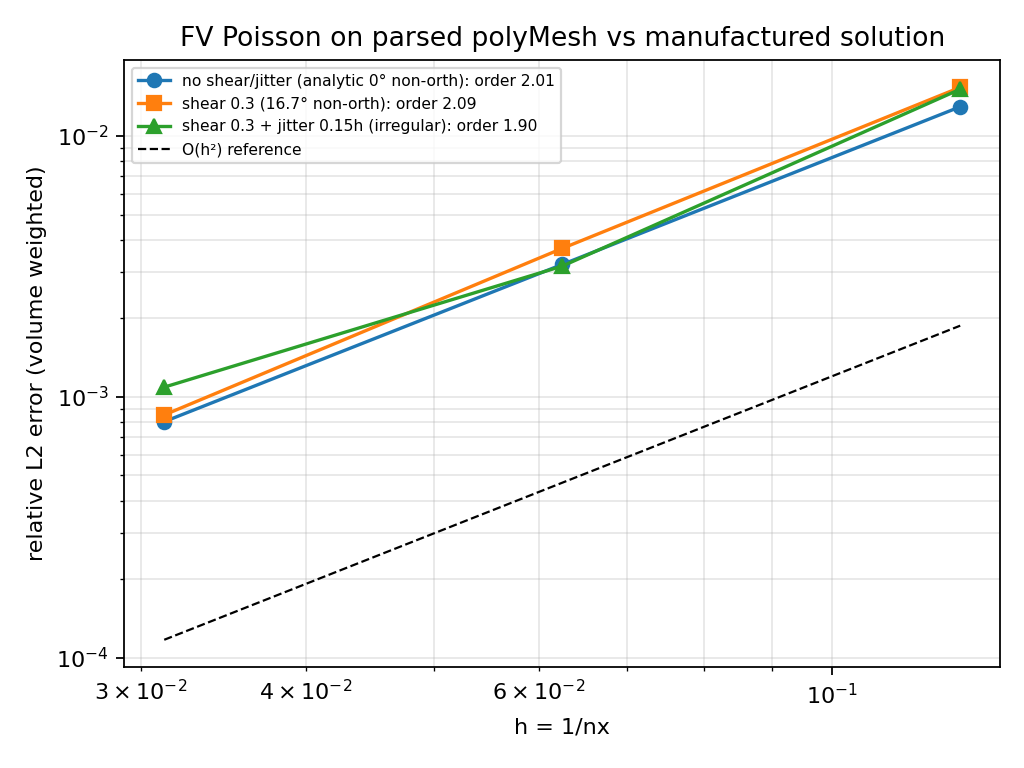 FV Poisson on parsed polyMesh vs manufactured solution
no shear/jitter (analytic 0° non-orth): order 2.01
shear 0.3 (16.7° non-orth): order 2.09
shear 0.3 + jitter 0.15h (irregular): order 1.90
O(h²) reference
relative L2 error (volume weighted)
10⁻²
10⁻³
10⁻⁴
3 × 10⁻²
4 × 10⁻²
6 × 10⁻²
10⁻¹
h = 1/nx